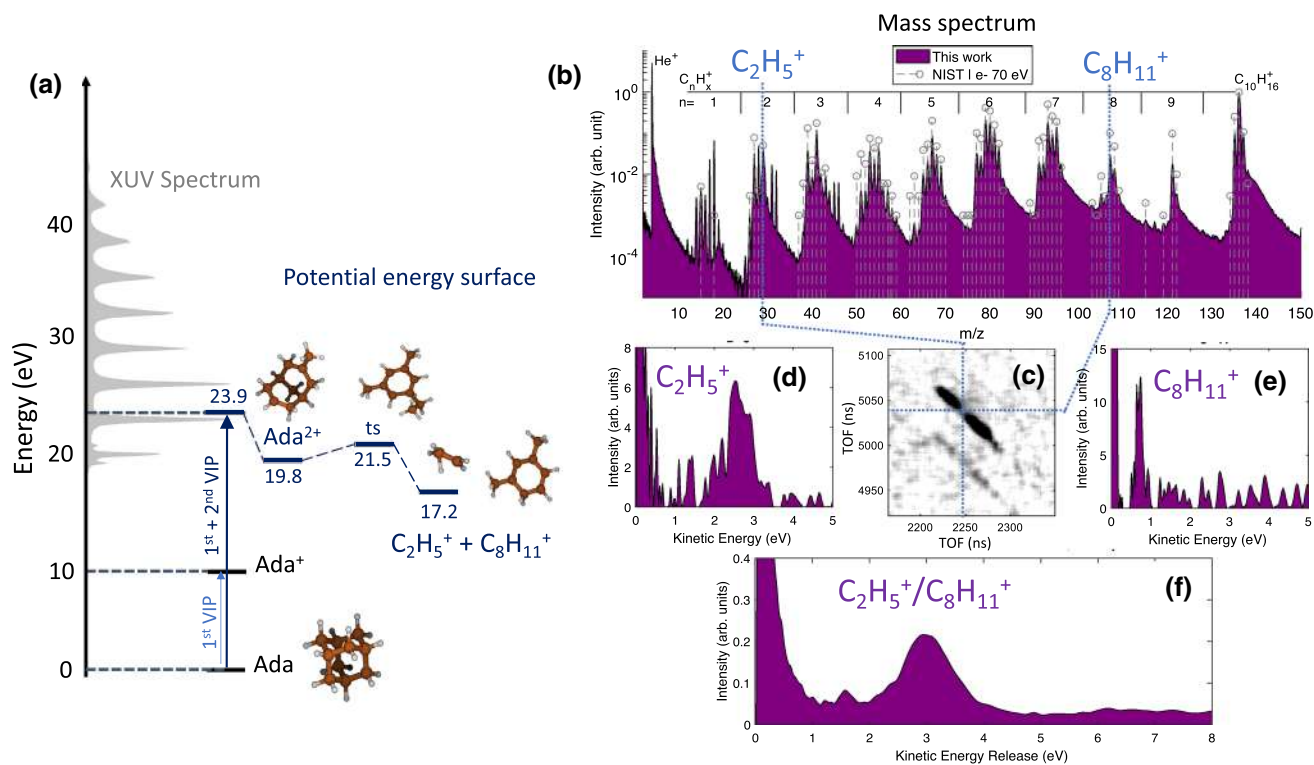 Mass spectrum
(a)
XUV Spectrum
Energy (eV)
40
30
20
10
0
Potential energy surface
23.9
Ada²⁺
19.8
ts
21.5
17.2
C₂H₅⁺ + C₈H₁₁⁺
1ˢᵗ + 2ⁿᵈ VIP
1ˢᵗ VIP
Ada⁺
Ada
(b)
C₂H₅⁺
C₈H₁₁⁺
This work
NIST I e- 70 eV
He⁺
CₙHₓ⁺
n= 1 2 3 4 5 6 7 8 9
C₁₀H₁₆⁺
Intensity (arb. unit)
10⁰
10⁻²
10⁻⁴
10 20 30 40 50 60 70 80 90 100 110 120 130 140 150
m/z
C₂H₅⁺
(d)
Intensity (arb. units)
8
6
4
2
0
0 1 2 3 4 5
Kinetic Energy (eV)
(c)
TOF (ns)
5100
5050
5000
4950
2200 2250 2300
TOF (ns)
C₈H₁₁⁺
(e)
Intensity (arb. units)
15
10
5
0
0 1 2 3 4 5
Kinetic Energy (eV)
C₂H₅⁺/C₈H₁₁⁺
(f)
Intensity (arb. units)
0.4
0.3
0.2
0.1
0
0 1 2 3 4 5 6 7 8
Kinetic Energy Release (eV)